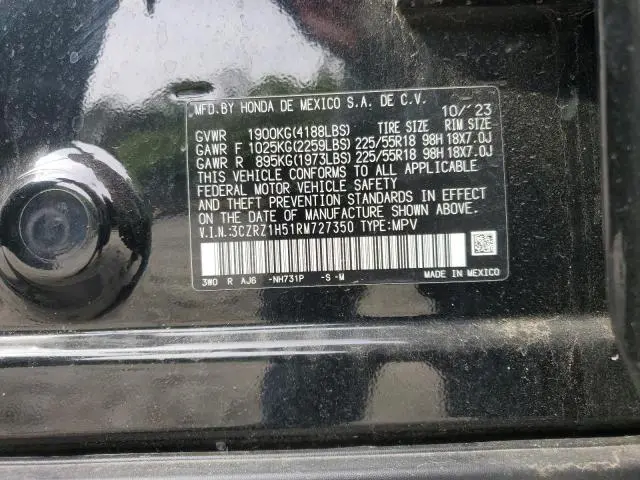 MFD.BY HONDA DE MEXICO S.A. DE C.V. 10/'23
GVWR 1900KG(4188LBS) TIRE SIZE RIM SIZE
GAWR F 1025KG(2259LBS) 225/55R18 98H 18X7.0J
GAWR R 895KG(1973LBS) 225/55R18 98H 18X7.0J
THIS VEHICLE CONFORMS TO ALL APPLICABLE
FEDERAL MOTOR VEHICLE SAFETY
AND THEFT PREVENTION STANDARDS IN EFFECT
ON THE DATE OF MANUFACTURE SHOWN ABOVE.
V.I.N.:3CZRZ1H51RM727350 TYPE:MPV
3W0 R AJ6 -NH731P -S -M MADE IN MEXICO